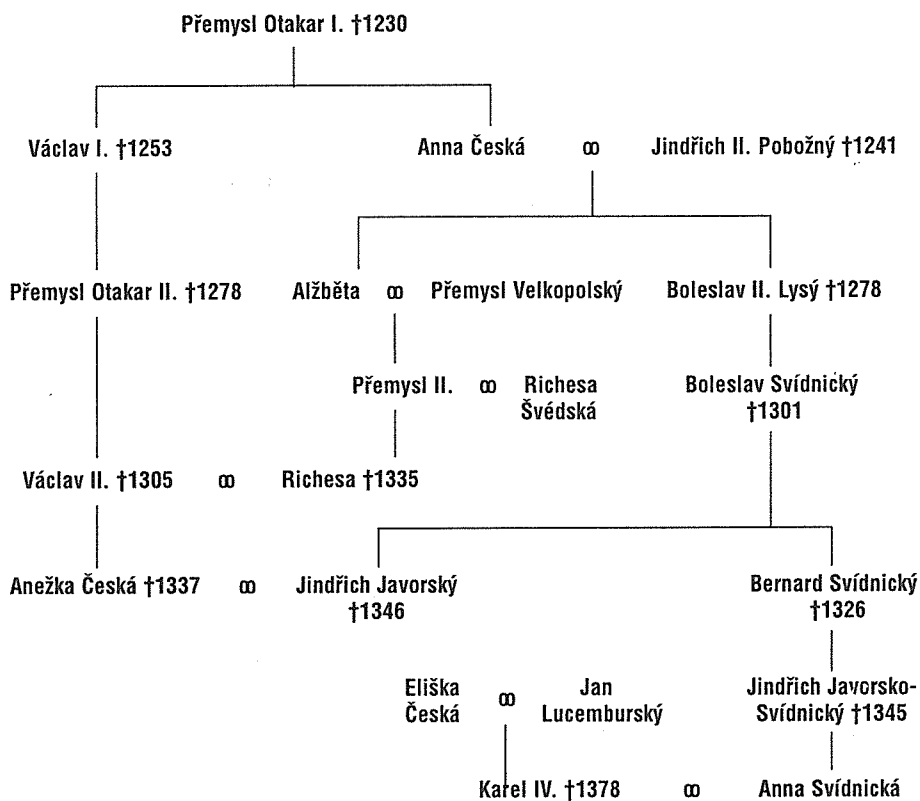 Přemysl Otakar I. †1230
Václav I. †1253 Anna Česká ꝏ Jindřich II. Pobožný †1241
Přemysl Otakar II. †1278 Alžběta ꝏ Přemysl Velkopolský Boleslav II. Lysý †1278
Přemysl II. ꝏ Richesa Švédská Boleslav Svídnický
†1301
Václav II. †1305 ꝏ Richesa †1335
Anežka Česká †1337 ꝏ Jindřich Javorský
†1346
Bernard Svídnický
†1326
Eliška
Česká
ꝏ
Jan
Lucemburský
Jindřich Javorsko-
Svídnický †1345
Karel IV. †1378 ꝏ Anna Svídnická